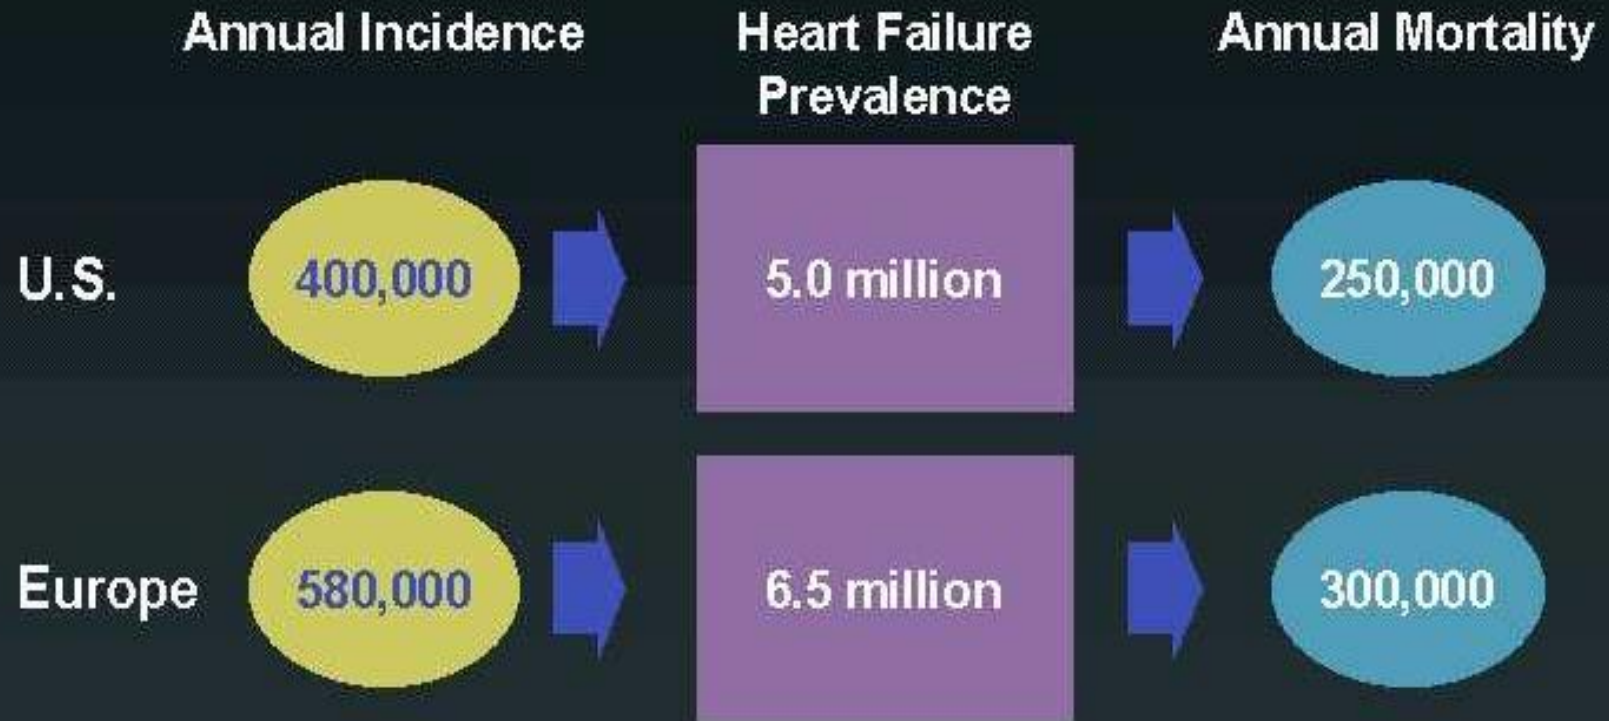 Annual Incidence
Heart Failure
Prevalence
Annual Mortality
U.S.
400,000
5.0 million
250,000
Europe
580,000
6.5 million
300,000